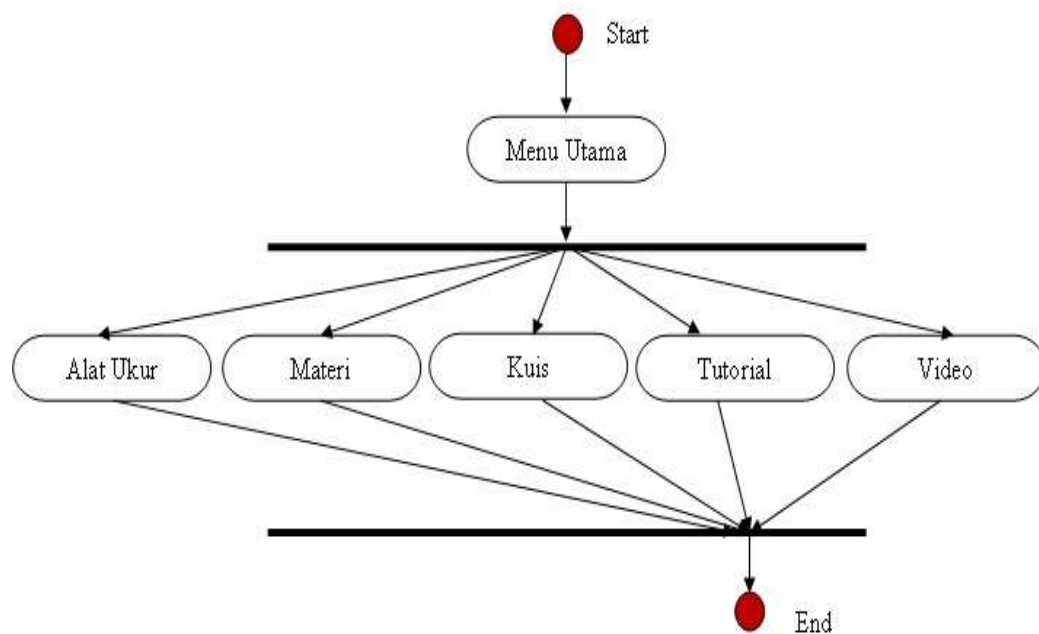 Start
Menu Utama
Alat Ukur
Materi
Kuis
Tutorial
Video
End